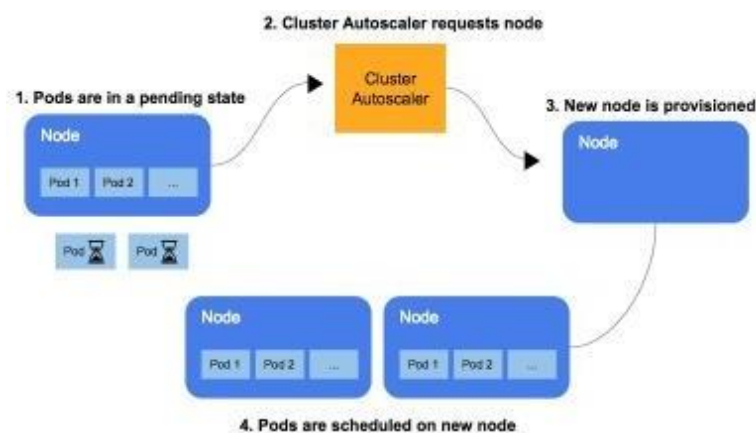 2. Cluster Autoscaler requests node
Cluster
Autoscaler
1. Pods are in a pending state
Node
Pod 1
Pod 2
...
Pod
Pod
3. New node is provisioned
Node
Node
Pod 1
Pod 2
...
Node
Pod 1
Pod 2
...
4. Pods are scheduled on new node